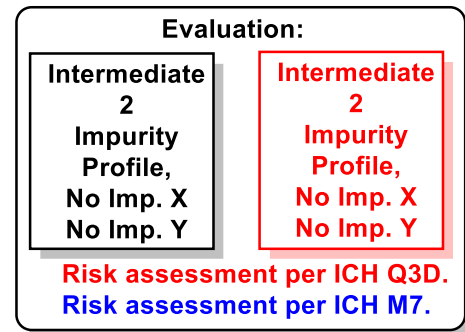 Evaluation:
Intermediate
2
Impurity
Profile,
No Imp. X
No Imp. Y
Intermediate
2
Impurity
Profile,
No Imp. X
No Imp. Y
Risk assessment per ICH Q3D.
Risk assessment per ICH M7.